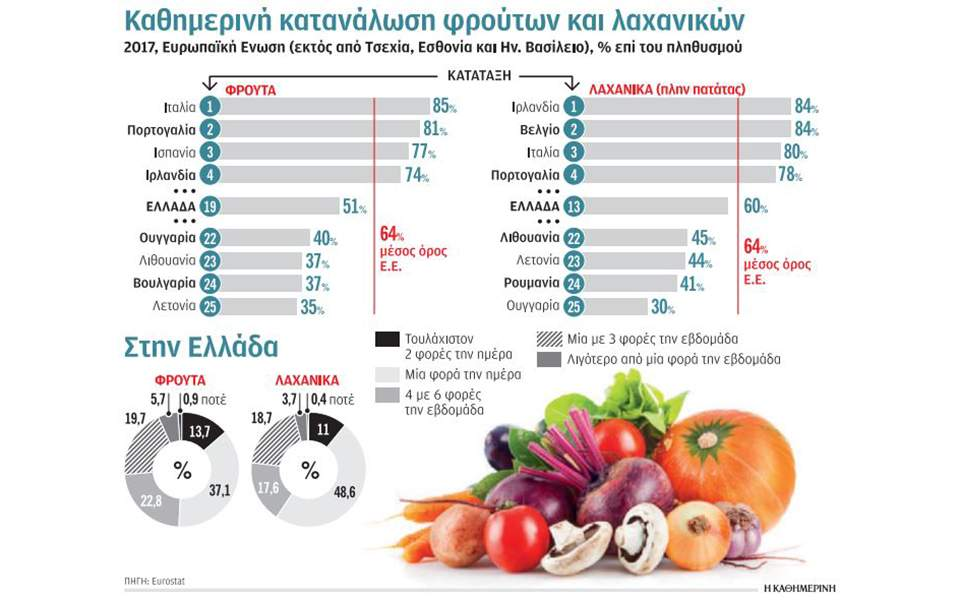 Καθημερινή κατανάλωση φρούτων και λαχανικών
2017, Ευρωπαϊκή Ενωση (εκτός από Τσεχία, Εσθονία και Ην. Βασίλειο), % επί του πληθυσμού
ΚΑΤΑΤΑΞΗ
ΦΡΟΥΤΑ
Ιταλία 1 85%
Πορτογαλία 2 81%
Ισπανία 3 77%
Ιρλανδία 4 74%
•••
ΕΛΛΑΔΑ 19 51%
•••
Ουγγαρία 22 40%
Λιθουανία 23 37%
Βουλγαρία 24 37%
Λετονία 25 35%
64%
μέσος όρος
Ε.Ε.
ΛΑΧΑΝΙΚΑ (πλην πατάτας)
Ιρλανδία 1 84%
Βελγιο 2 84%
Ιταλία 3 80%
Πορτογαλία 4 78%
•••
ΕΛΛΑΔΑ 13 60%
•••
Λιθουανία 22 45%
Λετονία 23 44%
Ρουμανία 24 41%
Ουγγαρία 25 30%
64%
μέσος όρος
Ε.Ε.
Στην Ελλάδα
Τουλάχιστον
2 φορές την ημέρα
Μία φορά την ημέρα
4 με 6 φορές
την εβδομάδα
Μία με 3 φορές την εβδομάδα
Λιγότερο από μία φορά την εβδομάδα
ΦΡΟΥΤΑ
5,7 0,9 ποτέ
19,7 13,7
%
22,8 37,1
ΛΑΧΑΝΙΚΑ
3,7 0,4 ποτέ
18,7 11
%
17,6 48,6
ΠΗΓΗ: Eurostat
Η ΚΑΘΗΜΕΡΙΝΗ